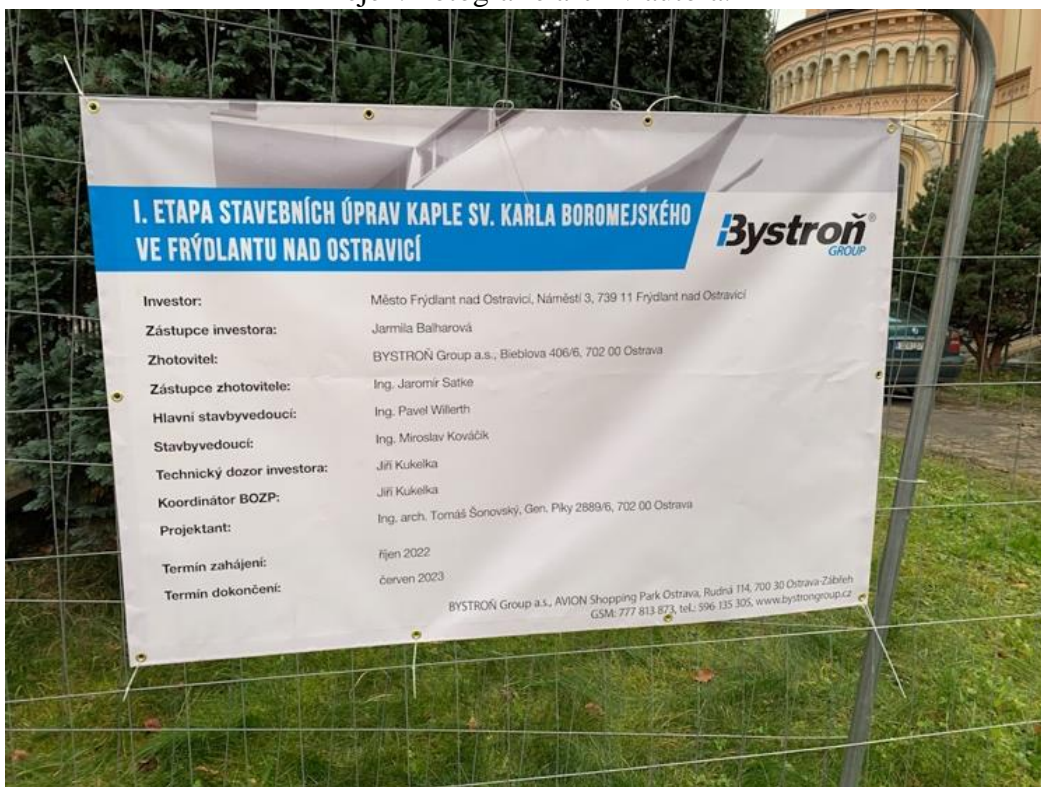 I. ETAPA STAVEBNÍCH ÚPRAV KAPLE SV. KARLA BOROMEJSKÉHO
VE FRÝDLANTU NAD OSTRAVICÍ
Bystroň®
GROUP
Investor: Město Frýdlant nad Ostravicí, Náměstí 3, 739 11 Frýdlant nad Ostravicí
Zástupce investora: Jarmila Balharová
Zhotovitel: BYSTROŇ Group a.s., Bieblova 406/6, 702 00 Ostrava
Zástupce zhotovitele: Ing. Jaromír Satke
Hlavní stavbyvedoucí: Ing. Pavel Willerth
Stavbyvedoucí: Ing. Miroslav Kováčik
Technický dozor investora: Jiří Kukelka
Koordinátor BOZP: Jiří Kukelka
Projektant: Ing. arch. Tomáš Šonovský, Gen. Píky 2889/6, 702 00 Ostrava
Termín zahájení: říjen 2022
Termín dokončení: červen 2023
BYSTROŇ Group a.s., AVION Shopping Park Ostrava, Rudná 114, 700 30 Ostrava-Zábřeh
GSM: 777 813 873, tel.: 596 135 305, www.bystrongroup.cz